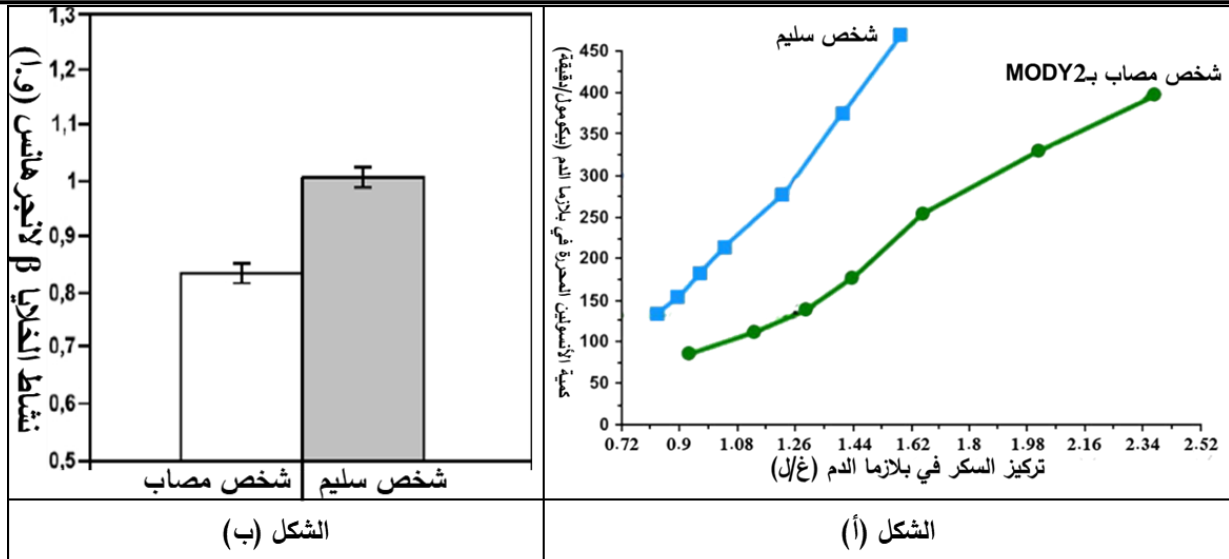 شخص سليم
شخص مصاب بـMODY2
كمية الأنسولين المحررة في بلازما الدم (بيكومول/دقيقة)
450
400
350
300
250
200
150
100
50
0
0.72 0.9 1.08 1.26 1.44 1.62 1.8 1.98 2.16 2.34 2.52
تركيز السكر في بلازما الدم (غ/ل)
الشكل (أ)
نشاط الخلايا β لانجرهانس (و.ا)
1,3
1,2
1,1
1
0,9
0,8
0,7
0,6
0,5
شخص سليم
شخص مصاب
الشكل (ب)